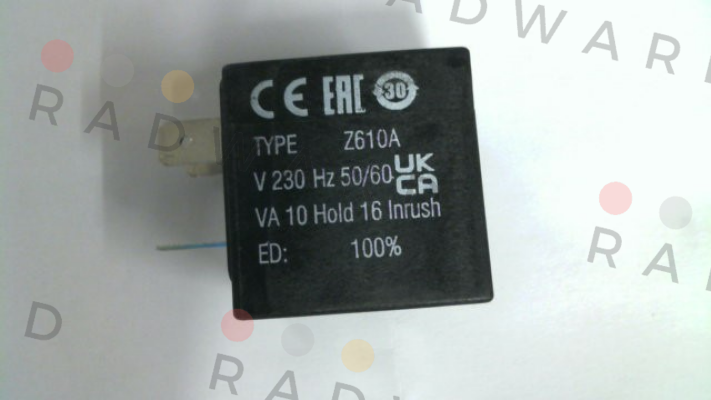 RADWARD
CE EAC 30
TYPE Z610A
V 230 Hz 50/60 UK CA
VA 10 Hold 16 Inrush
ED: 100%
RAD
RA
D
RADWAR